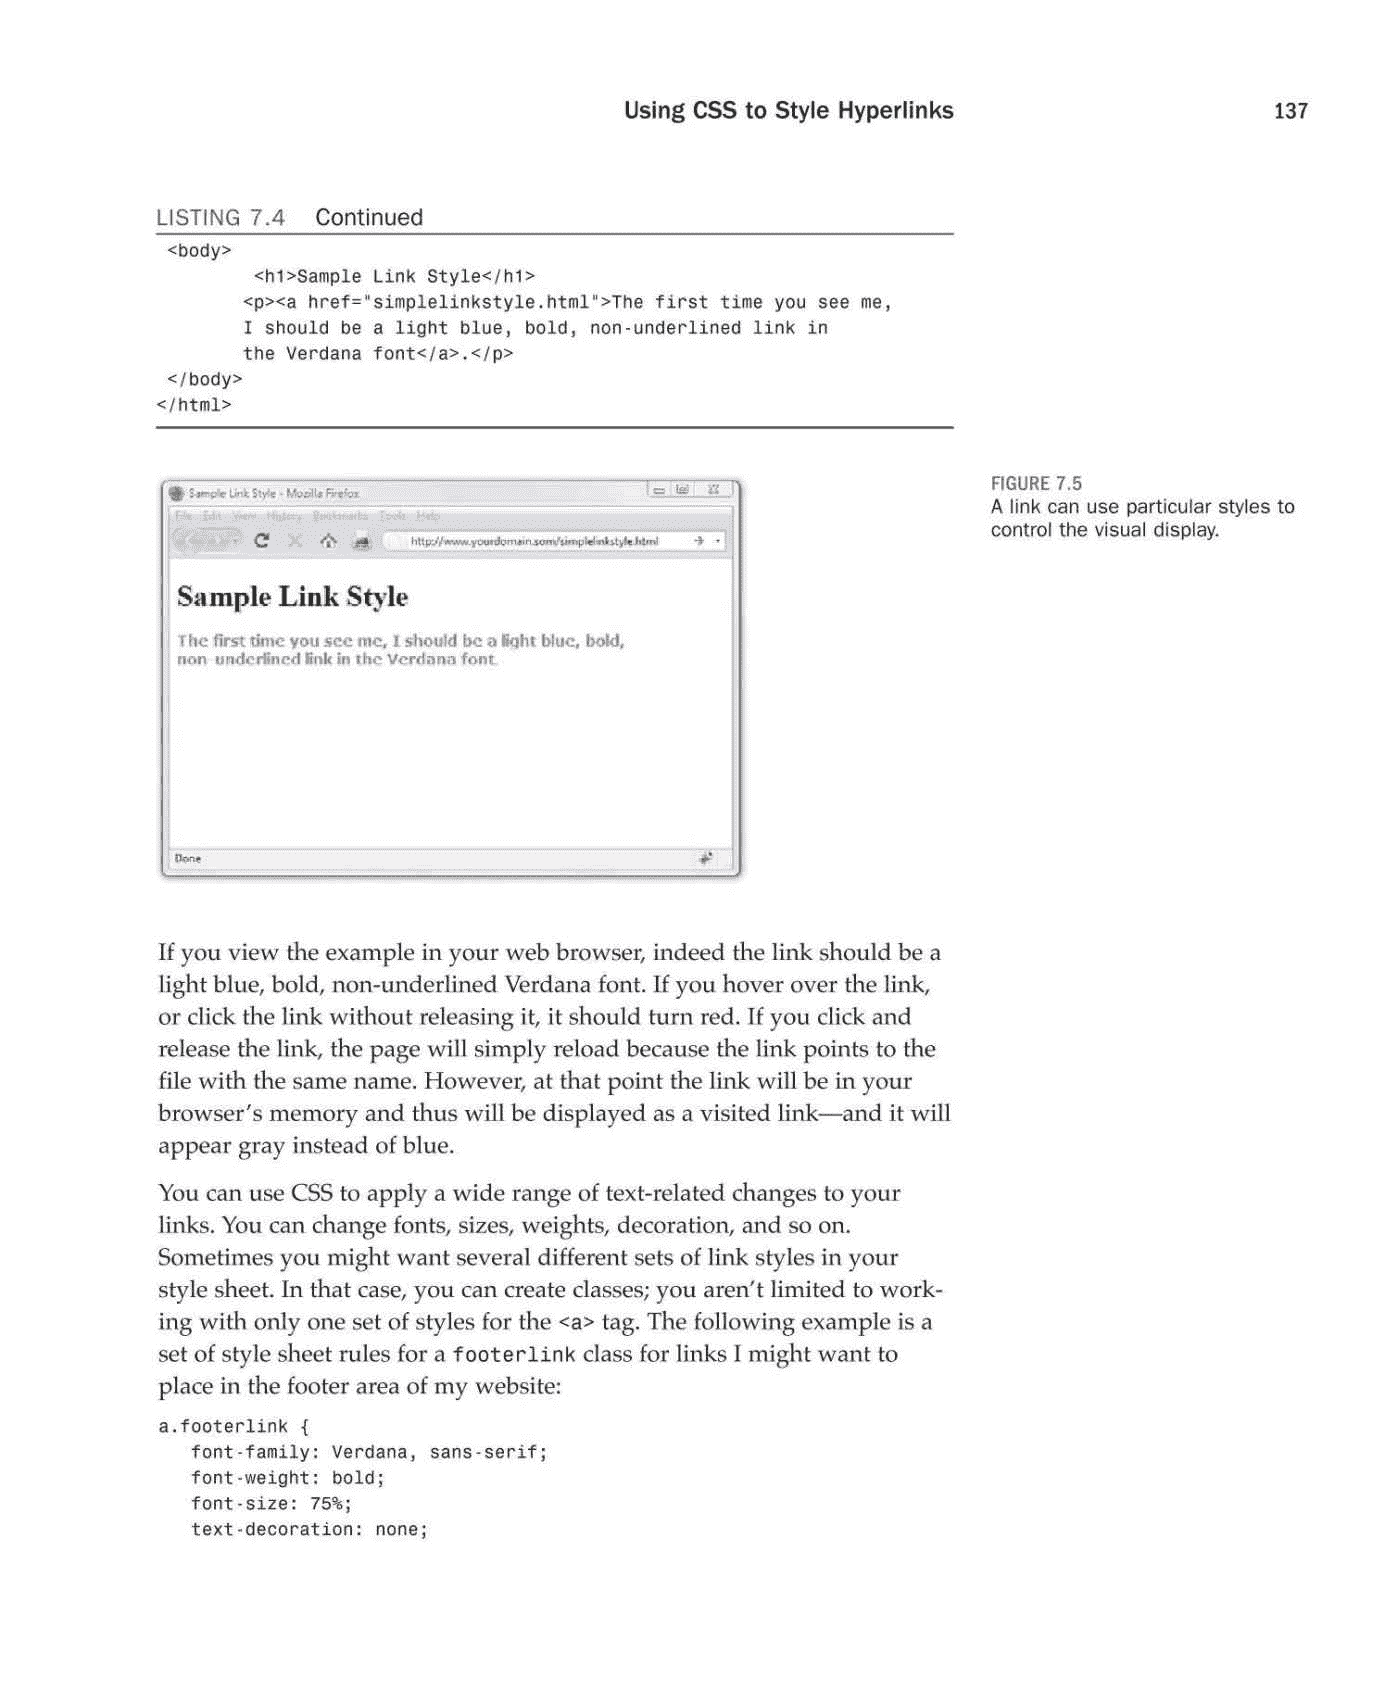 Using CSS to Style Hyperlinks 137
LISTING 7.4 Continued
<body>
<h1>Sample Link Style</h1>
<p><a href="simplelinkstyle.html">The first time you see me,
I should be a light blue, bold, non-underlined link in
the Verdana font</a>.</p>
</body>
</html>
Sample Link Style - Mozilla Firefox
File Edit View History Bookmarks Tools Help
http://www.yourdomain.som/simplelinkstyle.html
Sample Link Style
The first time you see me, I should be a light blue, bold,
non-underlined link in the Verdana font.
Done
FIGURE 7.5
A link can use particular styles to
control the visual display.
If you view the example in your web browser, indeed the link should be a
light blue, bold, non-underlined Verdana font. If you hover over the link,
or click the link without releasing it, it should turn red. If you click and
release the link, the page will simply reload because the link points to the
file with the same name. However, at that point the link will be in your
browser's memory and thus will be displayed as a visited link—and it will
appear gray instead of blue.
You can use CSS to apply a wide range of text-related changes to your
links. You can change fonts, sizes, weights, decoration, and so on.
Sometimes you might want several different sets of link styles in your
style sheet. In that case, you can create classes; you aren't limited to work-
ing with only one set of styles for the <a> tag. The following example is a
set of style sheet rules for a footerlink class for links I might want to
place in the footer area of my website:
a.footerlink {
font-family: Verdana, sans-serif;
font-weight: bold;
font-size: 75%;
text-decoration: none;